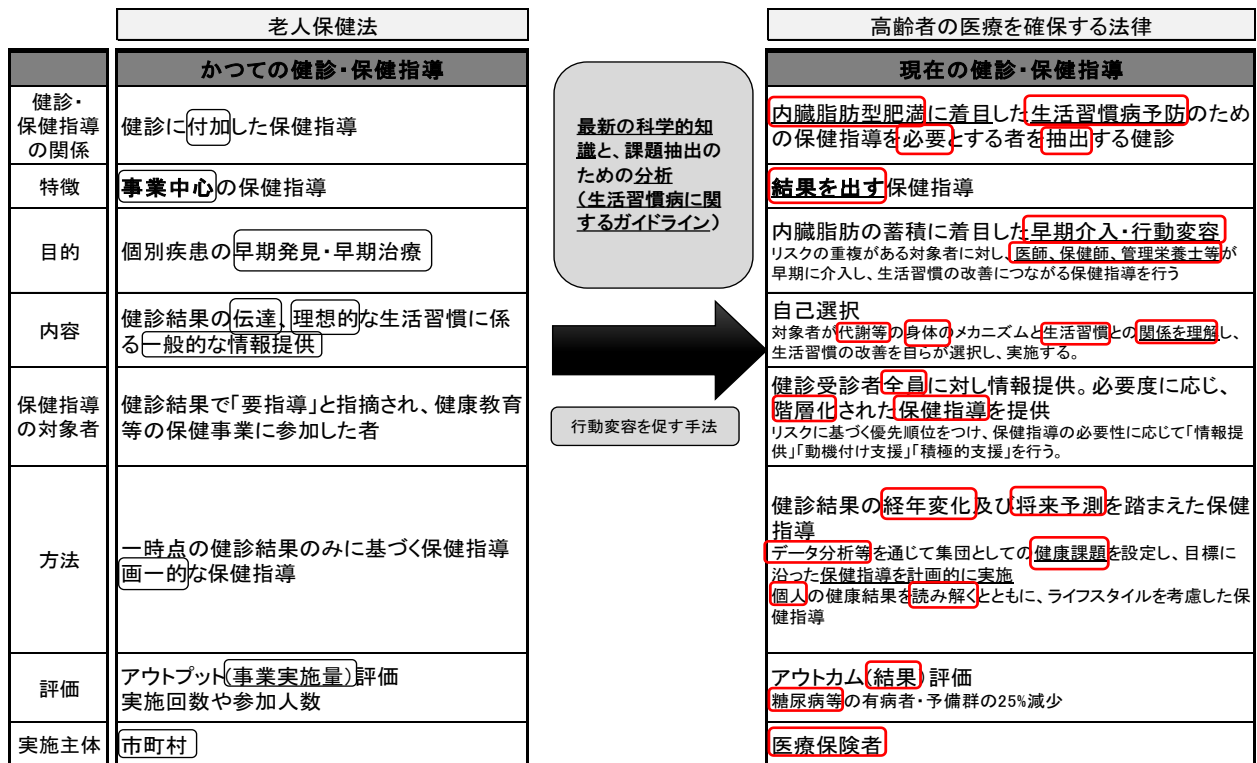 老人保健法
高齢者の医療を確保する法律
かつての健診・保健指導
現在の健診・保健指導
最新の科学的知
識と、課題抽出の
ための分析
（生活習慣病に関
するガイドライン）
行動変容を促す手法
健診・
保健指導
の関係
健診に付加した保健指導
内臓脂肪型肥満に着目した生活習慣病予防のため
の保健指導を必要とする者を抽出する健診
特徴
事業中心の保健指導
結果を出す保健指導
目的
個別疾患の早期発見・早期治療
内臓脂肪の蓄積に着目した早期介入・行動変容
リスクの重複がある対象者に対し、医師、保健師、管理栄養士等が
早期に介入し、生活習慣の改善につながる保健指導を行う
内容
健診結果の伝達、理想的な生活習慣に係
る一般的な情報提供
自己選択
対象者が代謝等の身体のメカニズムと生活習慣との関係を理解し、
生活習慣の改善を自らが選択し、実施する。
保健指導
の対象者
健診結果で「要指導」と指摘され、健康教育
等の保健事業に参加した者
健診受診者全員に対し情報提供。必要度に応じ、
階層化された保健指導を提供
リスクに基づく優先順位をつけ、保健指導の必要性に応じて「情報提
供」「動機付け支援」「積極的支援」を行う。
方法
一時点の健診結果のみに基づく保健指導
画一的な保健指導
健診結果の経年変化及び将来予測を踏まえた保健
指導
データ分析等を通じて集団としての健康課題を設定し、目標に
沿った保健指導を計画的に実施
個人の健康結果を読み解くとともに、ライフスタイルを考慮した保
健指導
評価
アウトプット（事業実施量）評価
実施回数や参加人数
アウトカム（結果）評価
糖尿病等の有病者・予備群の25%減少
実施主体
市町村
医療保険者